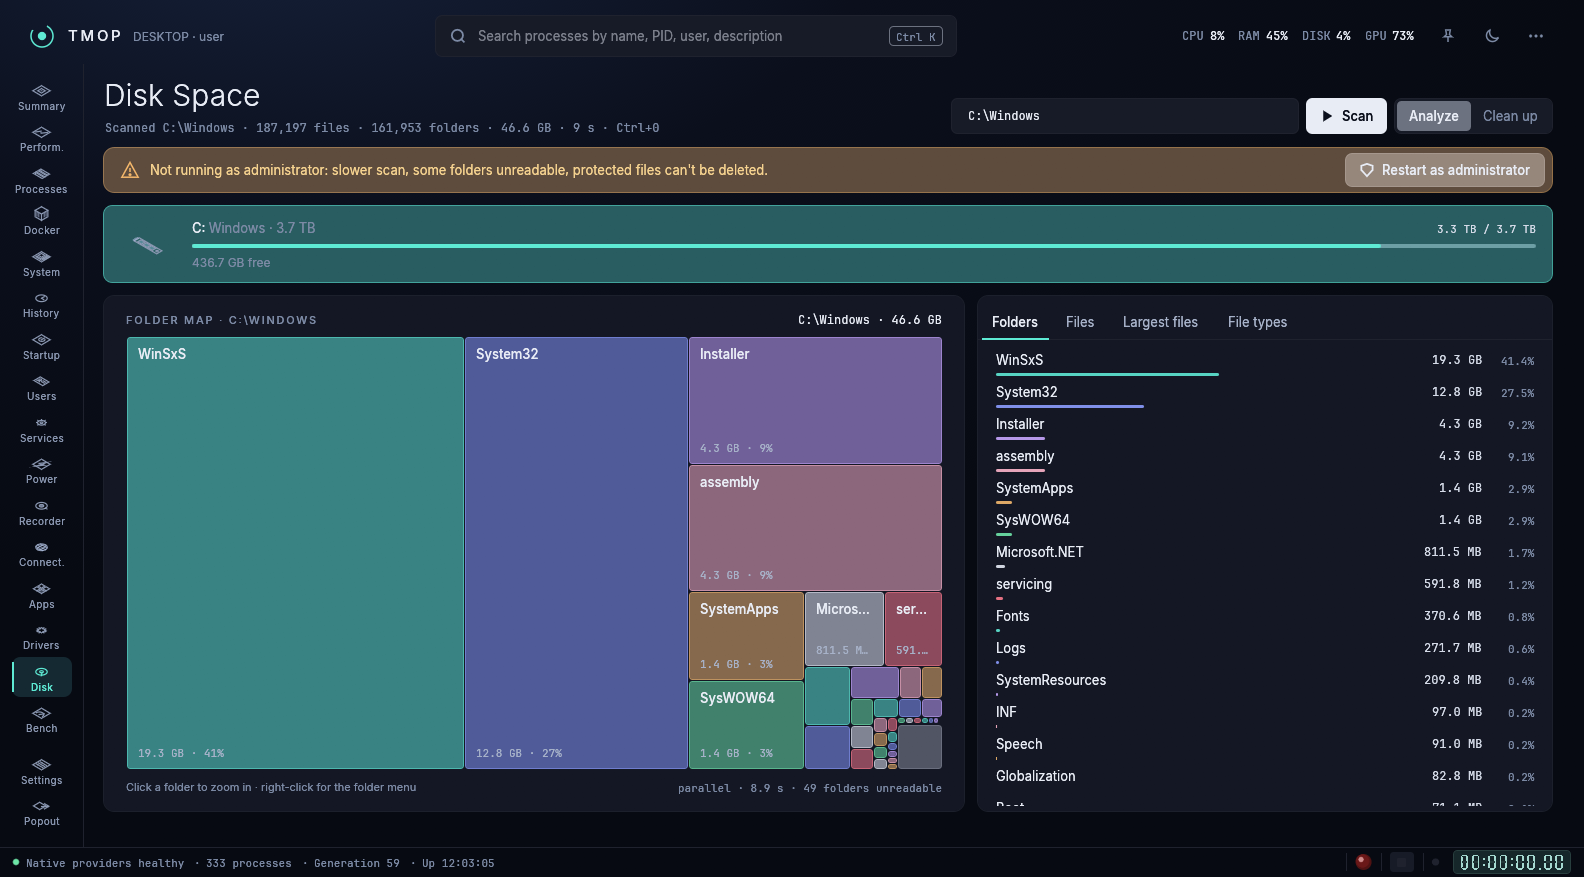 TMOP DESKTOP · user
Search processes by name, PID, user, description Ctrl K
CPU 8% RAM 45% DISK 4% GPU 73%
Summary
Perform.
Processes
Docker
System
History
Startup
Users
Services
Power
Recorder
Connect.
Apps
Drivers
Disk
Bench
Settings
Popout
Disk Space
Scanned C:\Windows · 187,197 files · 161,953 folders · 46.6 GB · 9 s · Ctrl+0
C:\Windows
Scan
Analyze
Clean up
Not running as administrator: slower scan, some folders unreadable, protected files can't be deleted.
Restart as administrator
C: Windows · 3.7 TB
3.3 TB / 3.7 TB
436.7 GB free
FOLDER MAP · C:\WINDOWS
C:\Windows · 46.6 GB
WinSxS
19.3 GB · 41%
System32
12.8 GB · 27%
Installer
4.3 GB · 9%
assembly
4.3 GB · 9%
SystemApps
1.4 GB · 3%
SysWOW64
1.4 GB · 3%
Micros...
811.5 M...
ser...
591...
Click a folder to zoom in · right-click for the folder menu
parallel · 8.9 s · 49 folders unreadable
Folders Files Largest files File types
WinSxS 19.3 GB 41.4%
System32 12.8 GB 27.5%
Installer 4.3 GB 9.2%
assembly 4.3 GB 9.1%
SystemApps 1.4 GB 2.9%
SysWOW64 1.4 GB 2.9%
Microsoft.NET 811.5 MB 1.7%
servicing 591.8 MB 1.2%
Fonts 370.6 MB 0.8%
Logs 271.7 MB 0.6%
SystemResources 209.8 MB 0.4%
INF 97.0 MB 0.2%
Speech 91.0 MB 0.2%
Globalization 82.8 MB 0.2%
Native providers healthy · 333 processes · Generation 59 · Up 12:03:05
00:00:00.00